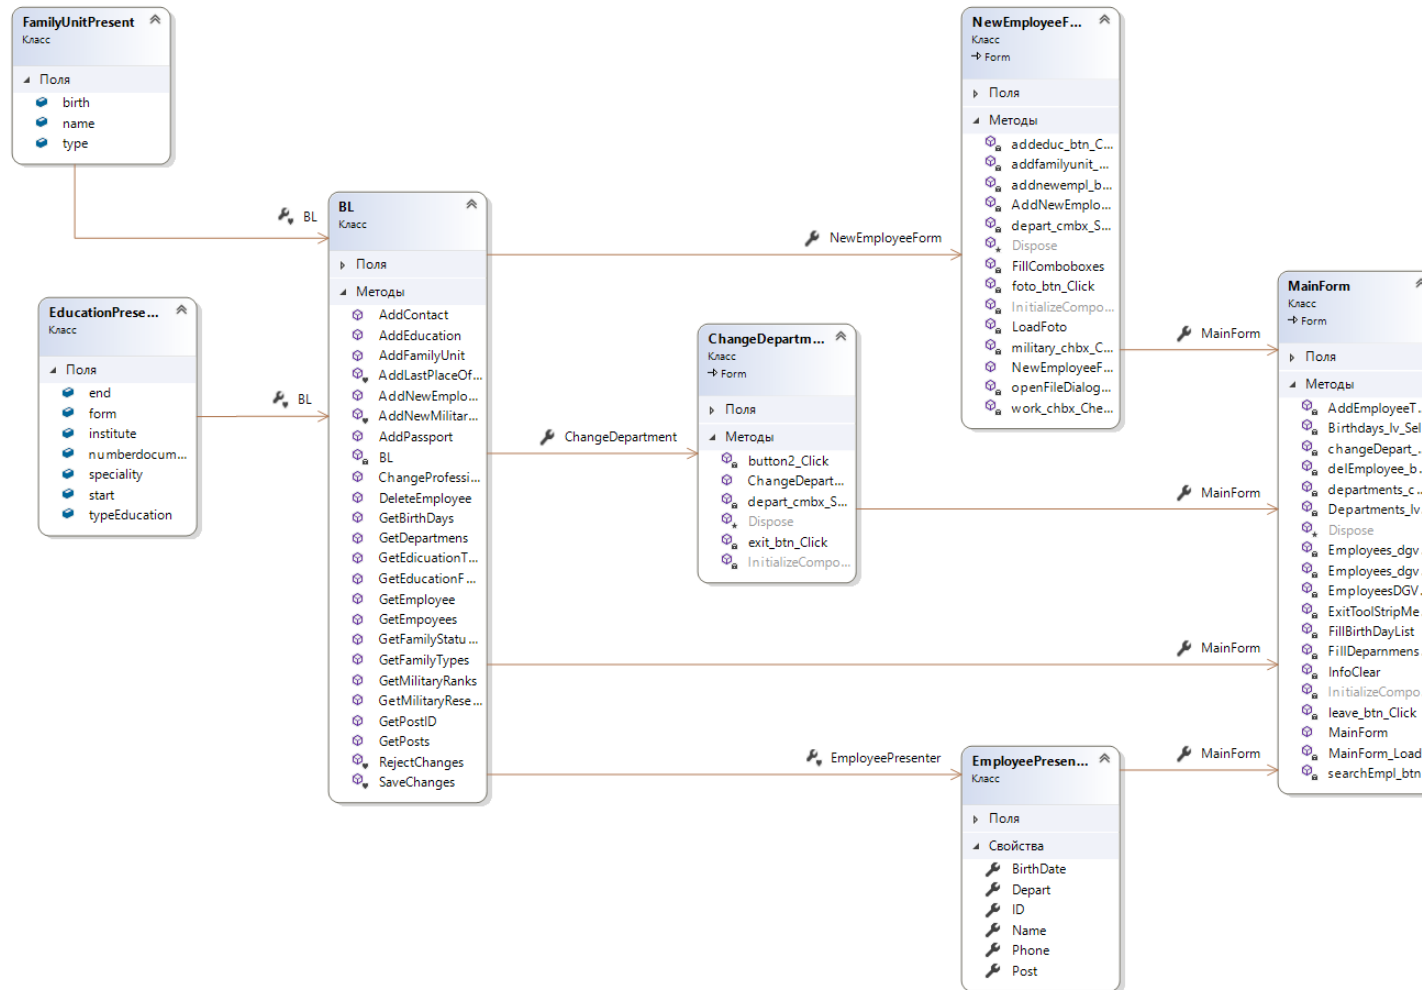 FamilyUnitPresent
Класс
Поля
birth
name
type
BL
EducationPrese...
Класс
Поля
end
form
institute
numberdocum...
speciality
start
typeEducation
BL
BL
Класс
Поля
Методы
AddContact
AddEducation
AddFamilyUnit
AddLastPlaceOf...
AddNewEmplo...
AddNewMilitar...
AddPassport
BL
ChangeProfessi...
DeleteEmployee
GetBirthDays
GetDepartmens
GetEdicuationT...
GetEducationF...
GetEmployee
GetEmpoyees
GetFamilyStatu...
GetFamilyTypes
GetMilitaryRanks
GetMilitaryRese...
GetPostID
GetPosts
RejectChanges
SaveChanges
NewEmployeeForm
ChangeDepartment
MainForm
EmployeePresenter
ChangeDepartm...
Класс
Form
Поля
Методы
button2_Click
ChangeDepart...
depart_cmbx_S...
Dispose
exit_btn_Click
InitializeCompo...
MainForm
NewEmployeeF...
Класс
Form
Поля
Методы
addeduc_btn_C...
addfamilyunit_...
addnewempl_b...
AddNewEmplo...
depart_cmbx_S...
Dispose
FillComboboxes
foto_btn_Click
InitializeCompo...
LoadFoto
military_chbx_C...
NewEmployeeF...
openFileDialog...
work_chbx_Che...
MainForm
EmployeePresen...
Класс
Поля
Свойства
BirthDate
Depart
ID
Name
Phone
Post
MainForm
MainForm
Класс
Form
Поля
Методы
AddEmployeeT.
Birthdays_lv_Sel
changeDepart_.
delEmployee_b.
departments_c..
Departments_lv
Dispose
Employees_dgv
Employees_dgv
EmployeesDGV.
ExitToolStripMe
FillBirthDayList
FillDeparnmens
InfoClear
InitializeCompo
leave_btn_Click
MainForm
MainForm_Load
searchEmpl_btn